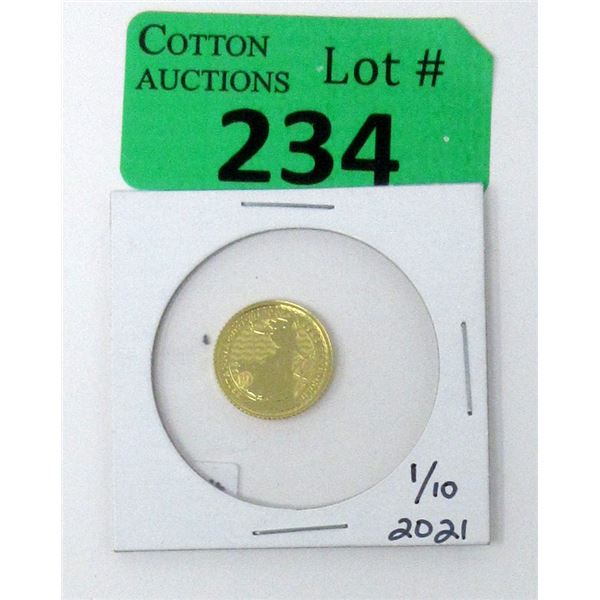 COTTON
AUCTIONS
Lot #
234
1/10
2021